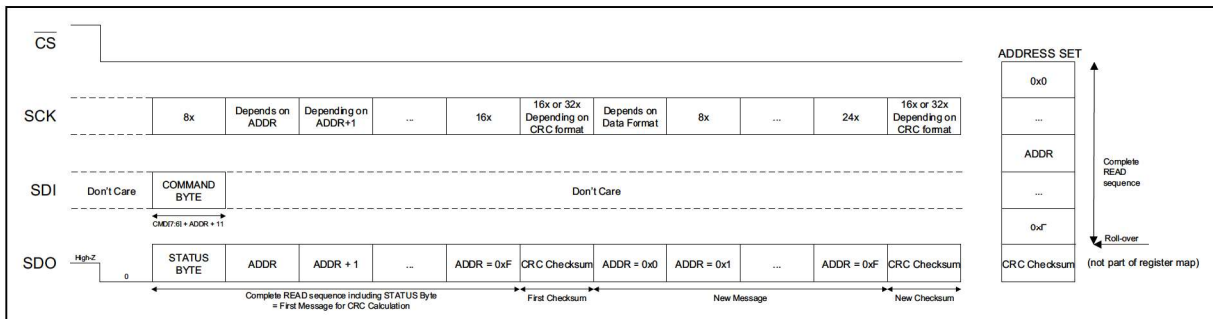 CS
ADDRESS SET
0x0
SCK
8x
Depends on
ADDR
Depending on
ADDR+1
...
16x
16x or 32x
Depending on
CRC format
Depends on
Data Format
8x
...
24x
16x or 32x
Depending on
CRC format
...
ADDR
Complete
READ
sequence
SDI
Don't Care
COMMAND
BYTE
Don't Care
...
CMD[7:6] + ADDR + 11
Roll-over
SDO
High-Z
0
STATUS
BYTE
ADDR
ADDR + 1
...
ADDR = 0xF
CRC Checksum
ADDR = 0x0
ADDR = 0x1
...
ADDR = 0xF
CRC Checksum
CRC Checksum
(not part of register map)
Complete READ sequence including STATUS Byte
= First Message for CRC Calculation
First Checksum
New Message
New Checksum